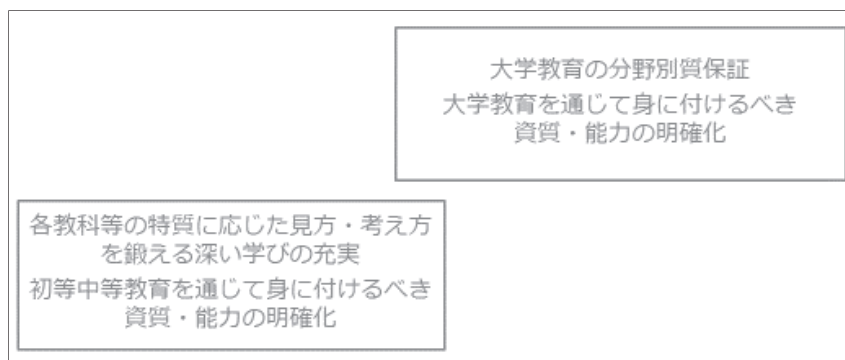 大学教育の分野別質保証
大学教育を通じて身に付けるべき
資質・能力の明確化
各教科等の特質に応じた見方・考え方
を鍛える深い学びの充実
初等中等教育を通じて身に付けるべき
資質・能力の明確化